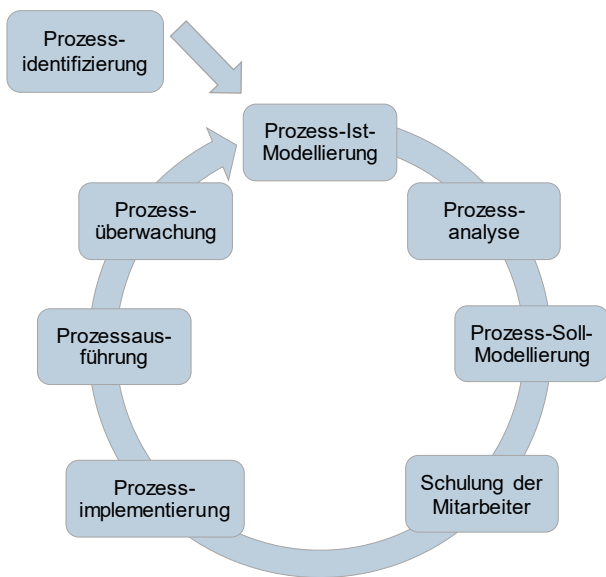 Prozess-
identifizierung
Prozess-Ist-
Modellierung
Prozess-
analyse
Prozess-Soll-
Modellierung
Schulung der
Mitarbeiter
Prozess-
implementierung
Prozessaus-
führung
Prozess-
überwachung